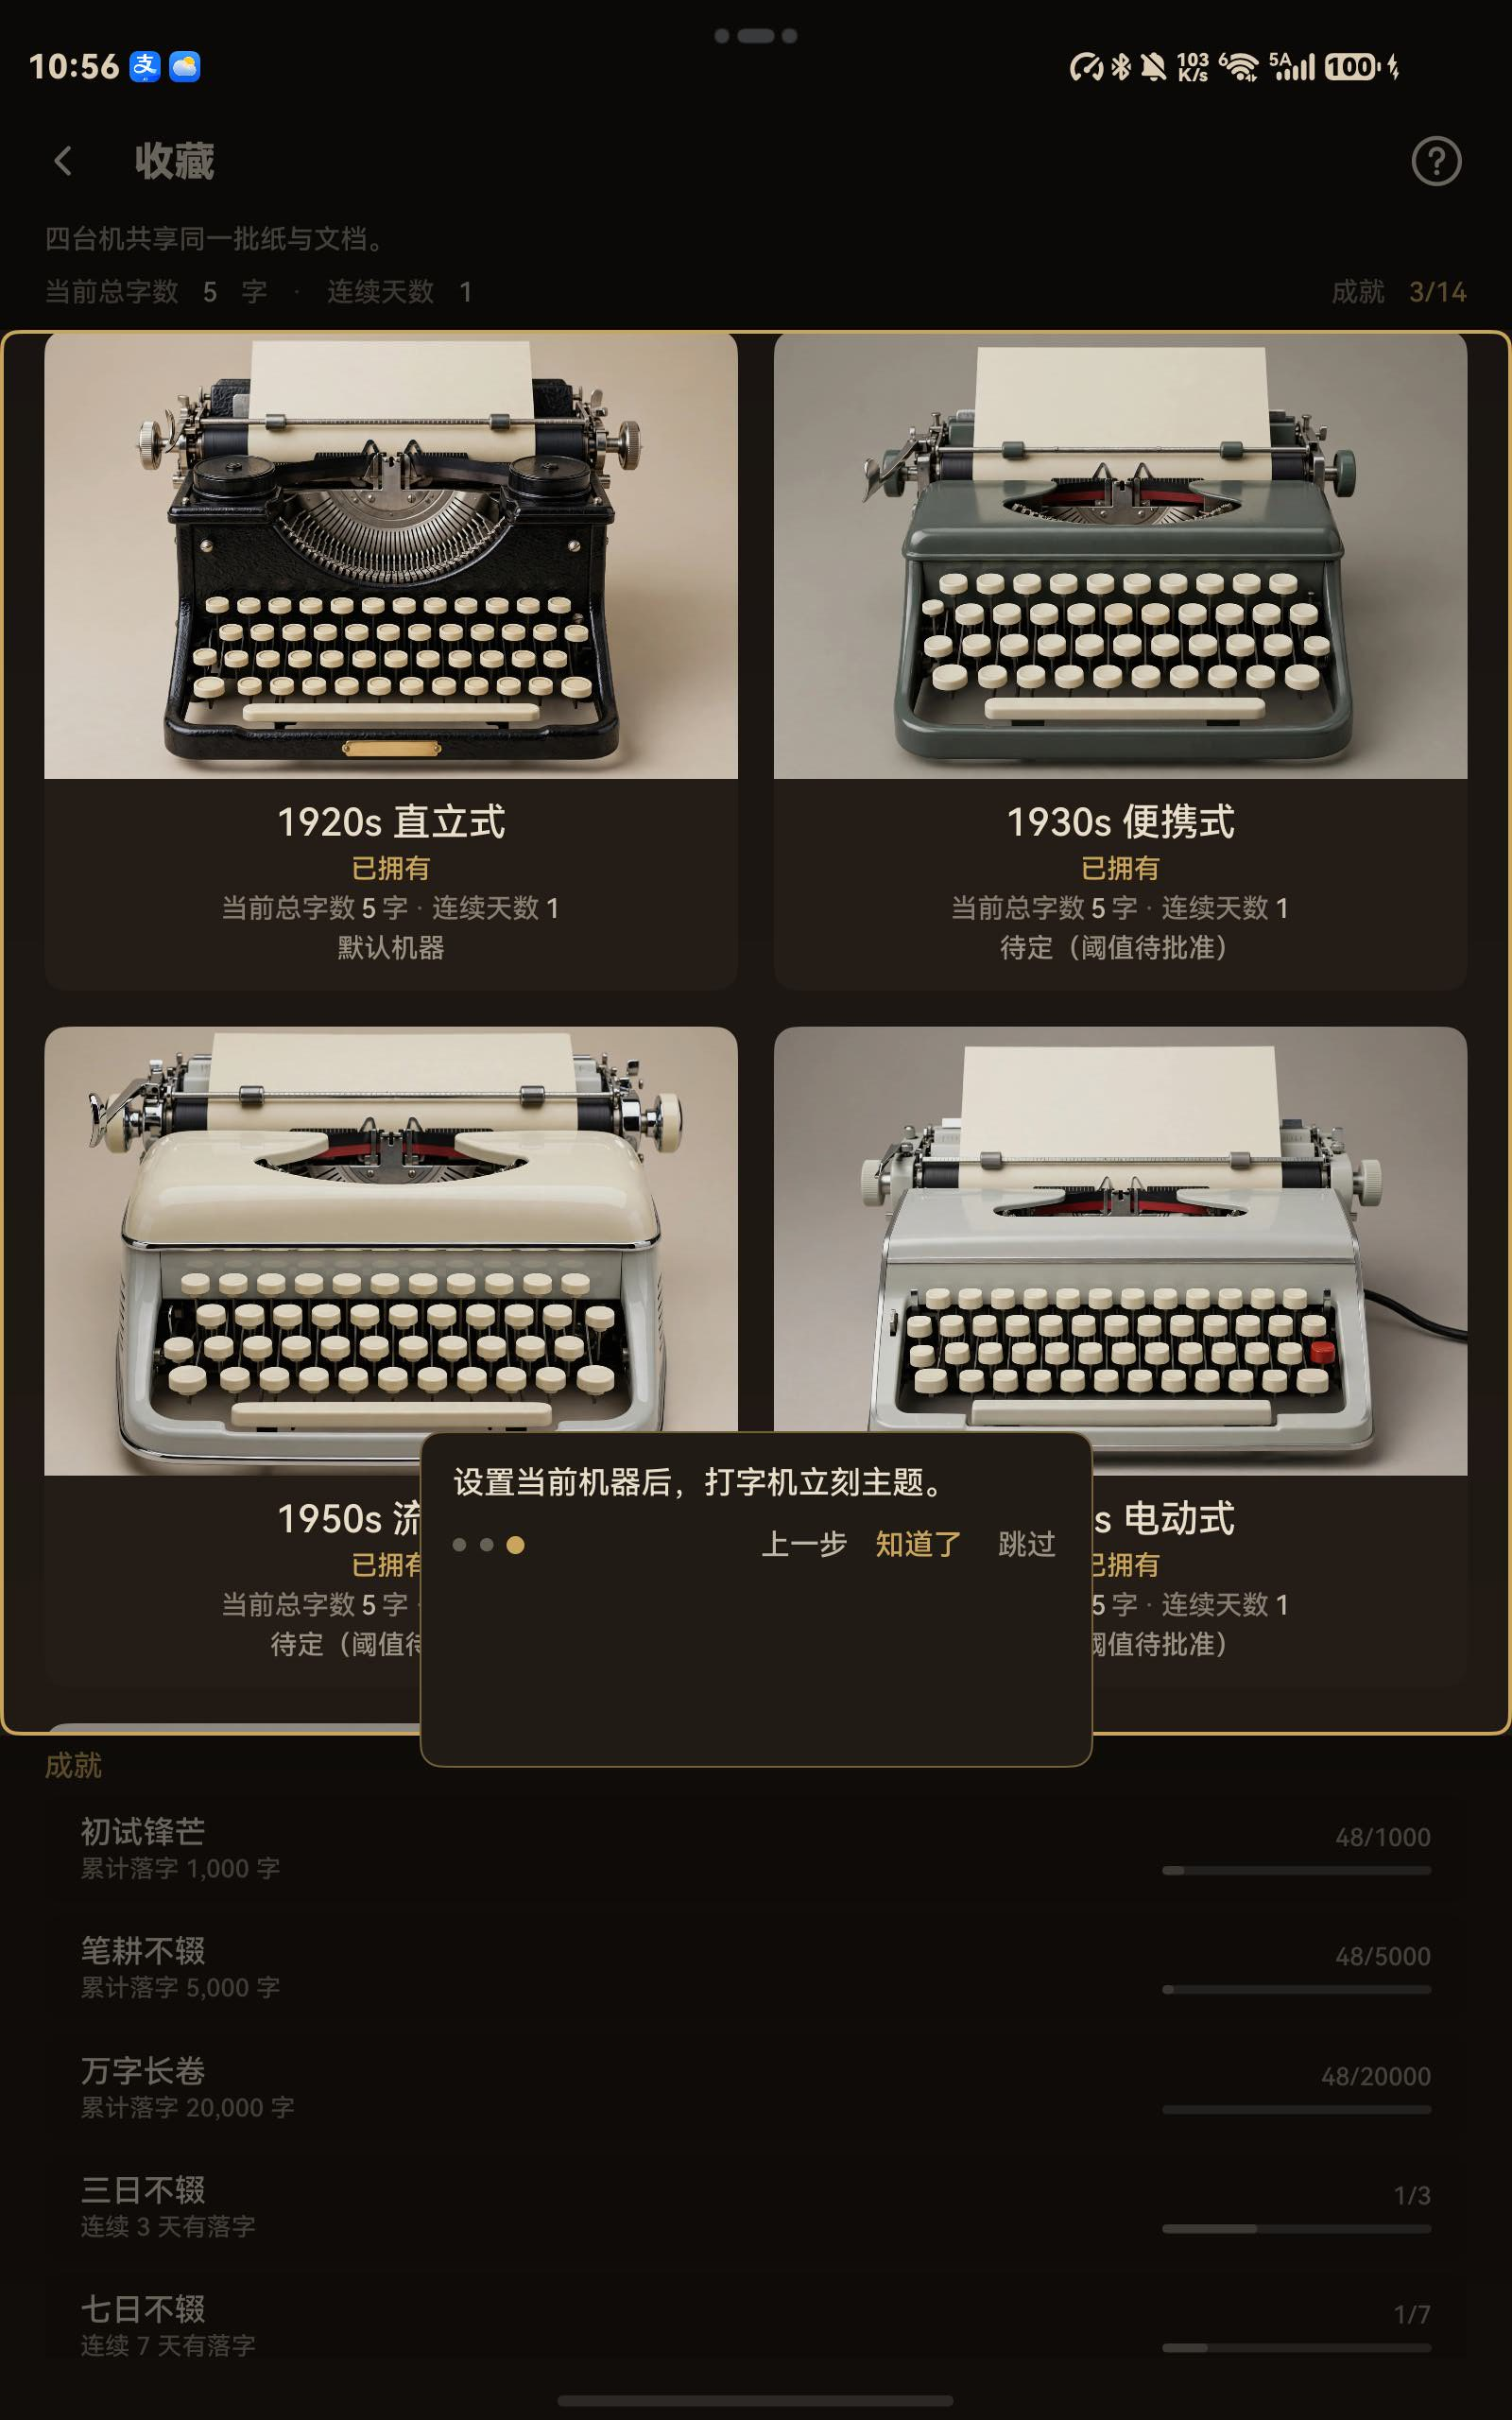 10:56 支 103 K/s 6 5A 100
收藏
四台机共享同一批纸与文档。
当前总字数 5 字 · 连续天数 1 成就 3/14
1920s 直立式
已拥有
当前总字数 5 字 · 连续天数 1
默认机器
1930s 便携式
已拥有
当前总字数 5 字 · 连续天数 1
待定（阈值待批准）
1950s 流
已拥有
当前总字数 5 字 ·
待定（阈值待
s 电动式
已拥有
5 字 · 连续天数 1
阈值待批准）
设置当前机器后，打字机立刻主题。
上一步 知道了 跳过
成就
初试锋芒
累计落字 1,000 字
48/1000
笔耕不辍
累计落字 5,000 字
48/5000
万字长卷
累计落字 20,000 字
48/20000
三日不辍
连续 3 天有落字
1/3
七日不辍
连续 7 天有落字
1/7